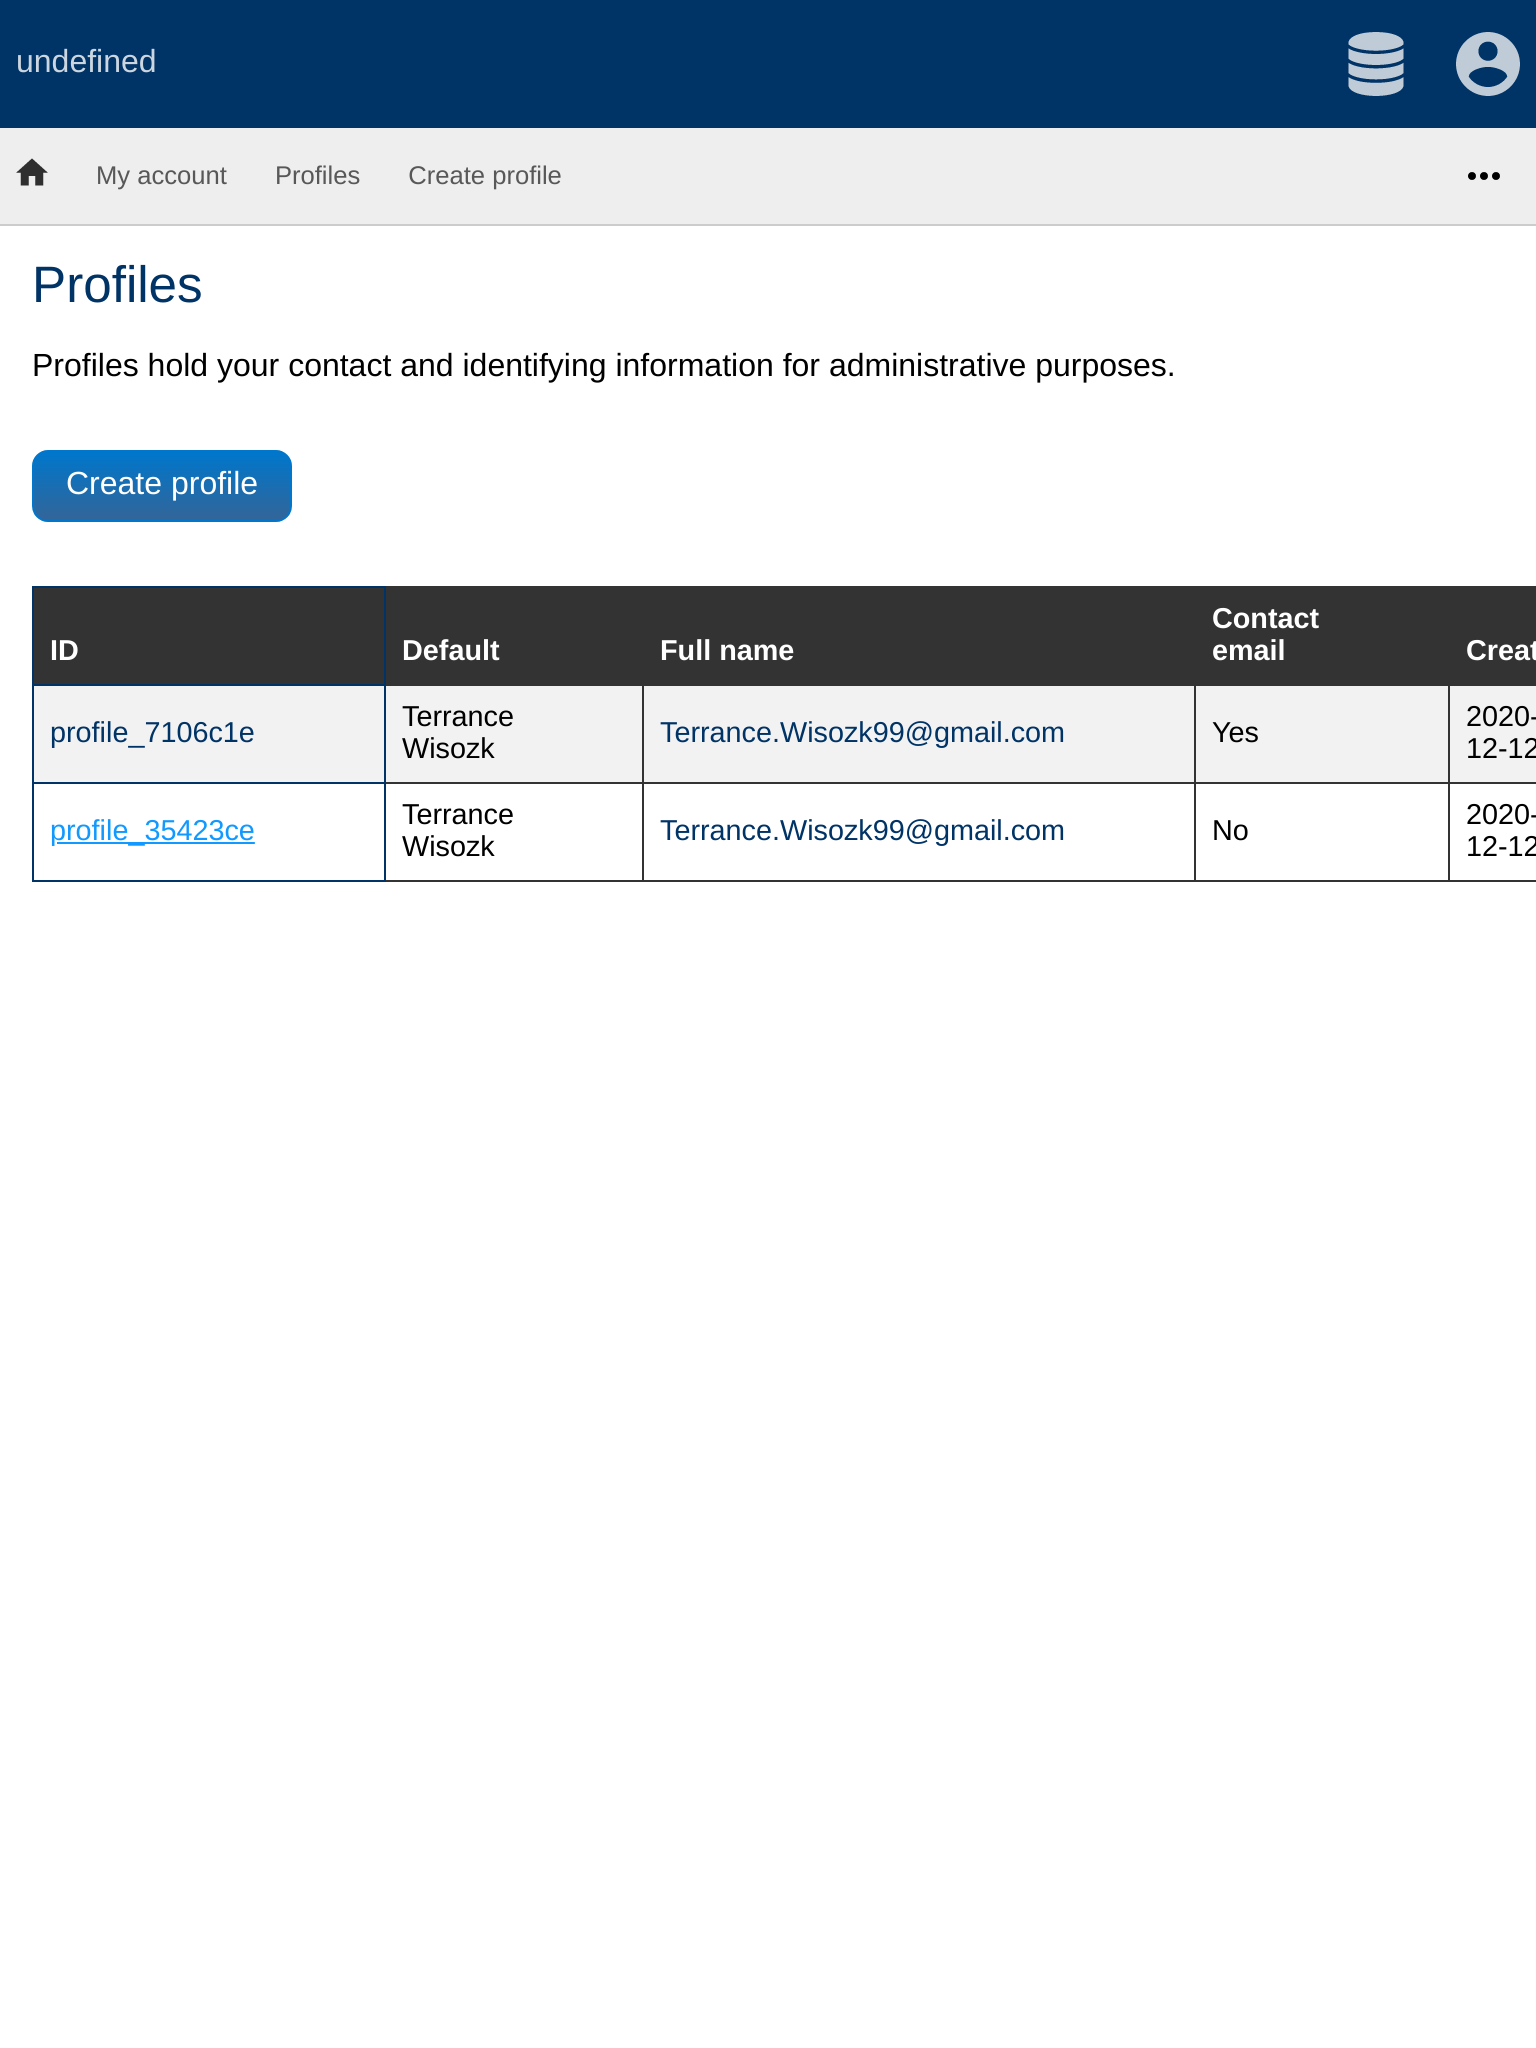 undefined
My account Profiles Create profile
Profiles
Profiles hold your contact and identifying information for administrative purposes.
Create profile
ID Default Full name Contact email
profile_7106c1e Terrance Wisozk Terrance.Wisozk99@gmail.com Yes 2020-12-12
profile_35423ce Terrance Wisozk Terrance.Wisozk99@gmail.com No 2020-12-12